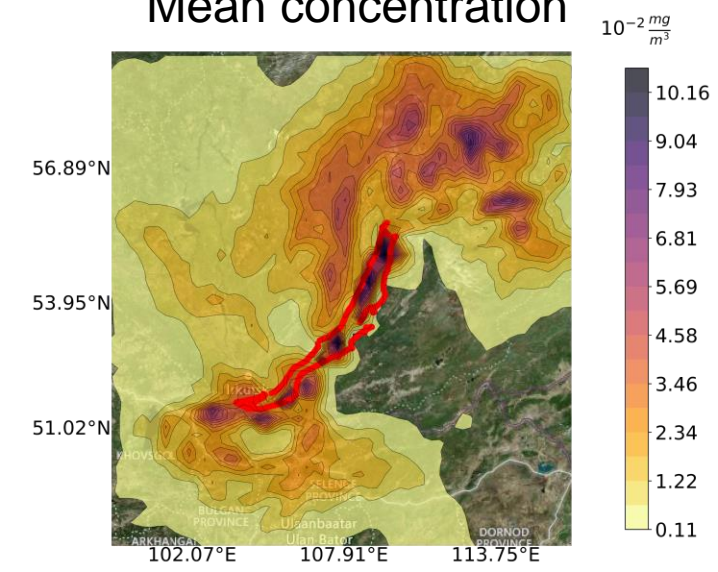 Mean concentration
10⁻² mg/m³
56.89°N
53.95°N
51.02°N
102.07°E
107.91°E
113.75°E
10.16
9.04
7.93
6.81
5.69
4.58
3.46
2.34
1.22
0.11
Irkutsk
KHÖVSGÖL
SELENGE
PROVINCE
BULGAN
PROVINCE
Ulaanbaatar
Ulan Bator
ARKHANGAI
DORNOD
PROVINCE